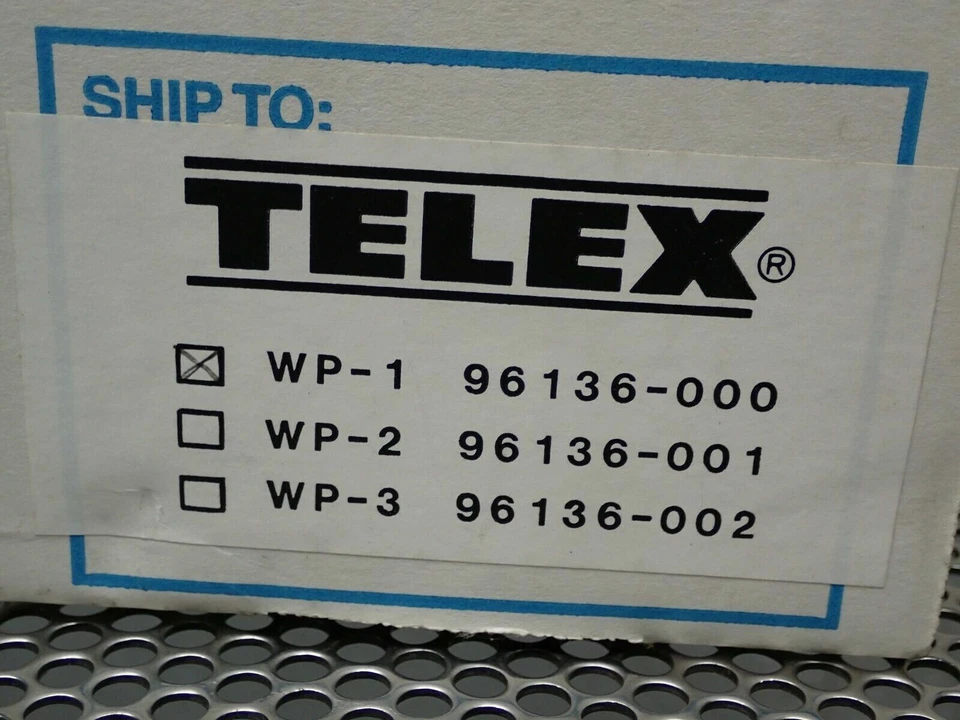 SHIP TO:
TELEX®
WP-1 96136-000
WP-2 96136-001
WP-3 96136-002